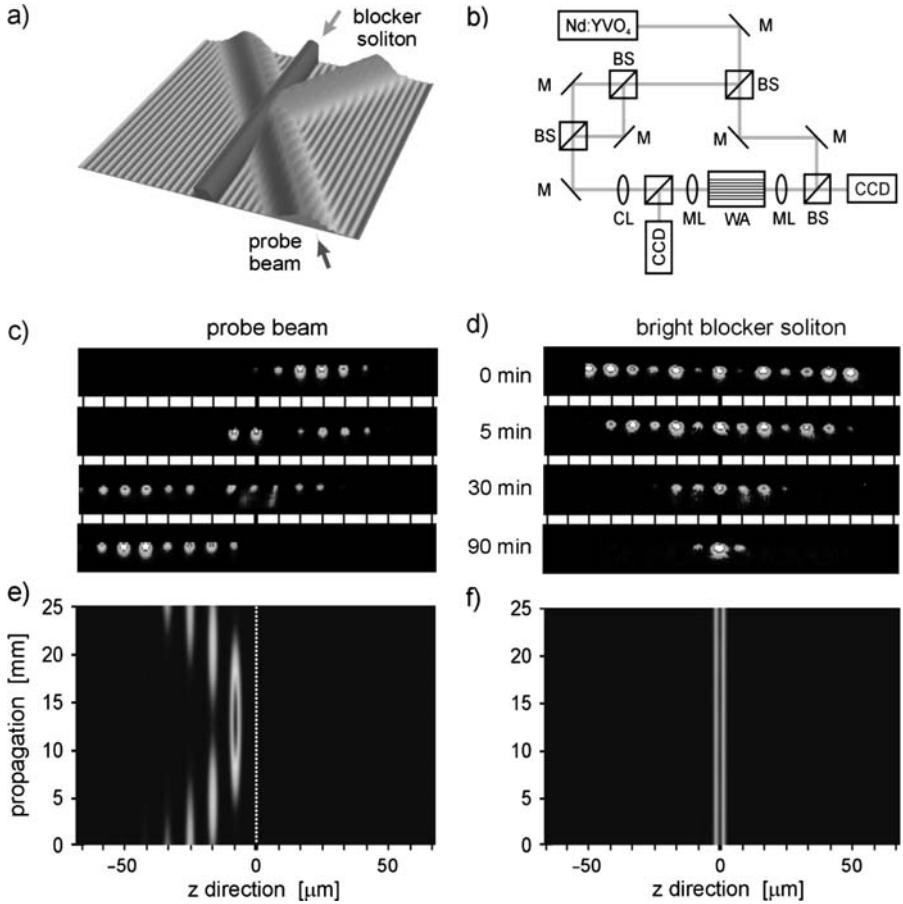 a)
blocker
soliton
probe
beam
b)
Nd:YVO₄
M
BS
M
BS
BS
M
M
M
M
CL
ML
WA
ML
BS
CCD
CCD
c)
probe beam
d)
bright blocker soliton
0 min
5 min
30 min
90 min
e)
f)
propagation [mm]
25
20
15
10
5
0
25
20
15
10
5
0
−50
0
50
−50
0
50
z direction [μm]
z direction [μm]